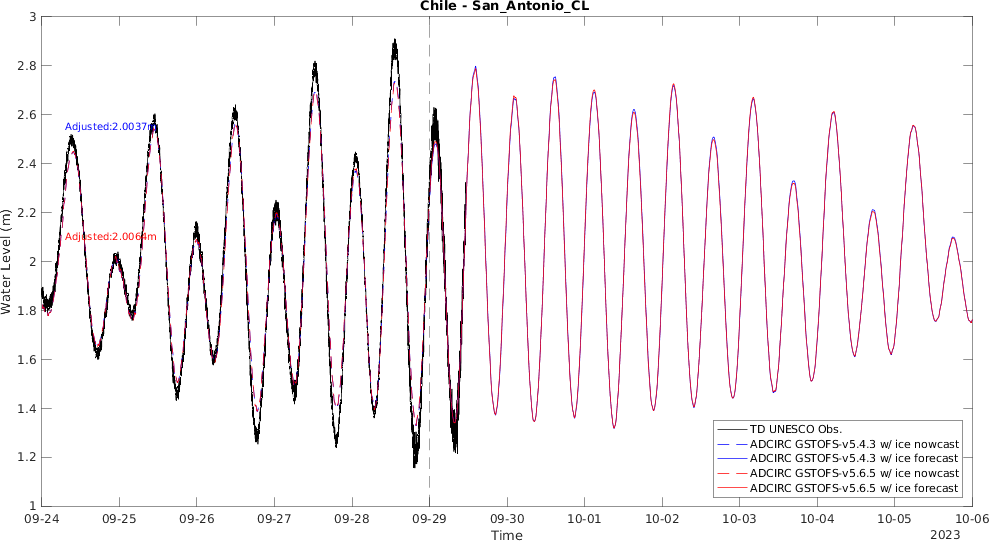 Chile - San_Antonio_CL
Water Level (m)
3
2.8
2.6
2.4
2.2
2
1.8
1.6
1.4
1.2
1
Adjusted:2.0037m
Adjusted:2.0064m
TD UNESCO Obs.
ADCIRC GSTOFS-v5.4.3 w/ ice nowcast
ADCIRC GSTOFS-v5.4.3 w/ ice forecast
ADCIRC GSTOFS-v5.6.5 w/ ice nowcast
ADCIRC GSTOFS-v5.6.5 w/ ice forecast
09-24 09-25 09-26 09-27 09-28 09-29 09-30 10-01 10-02 10-03 10-04 10-05 10-06
Time
2023